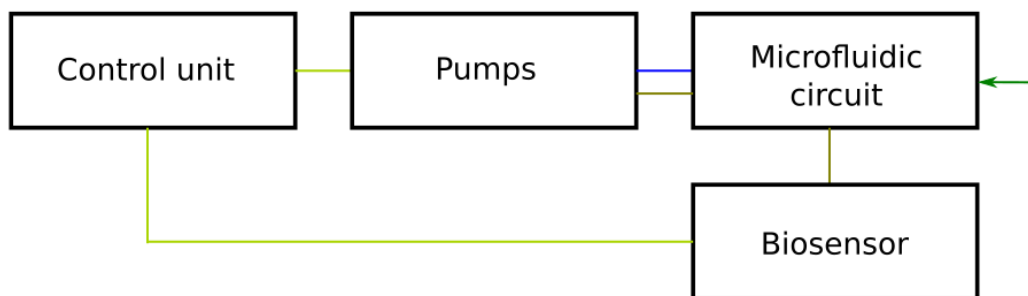 Control unit
Pumps
Microfluidic
circuit
Biosensor